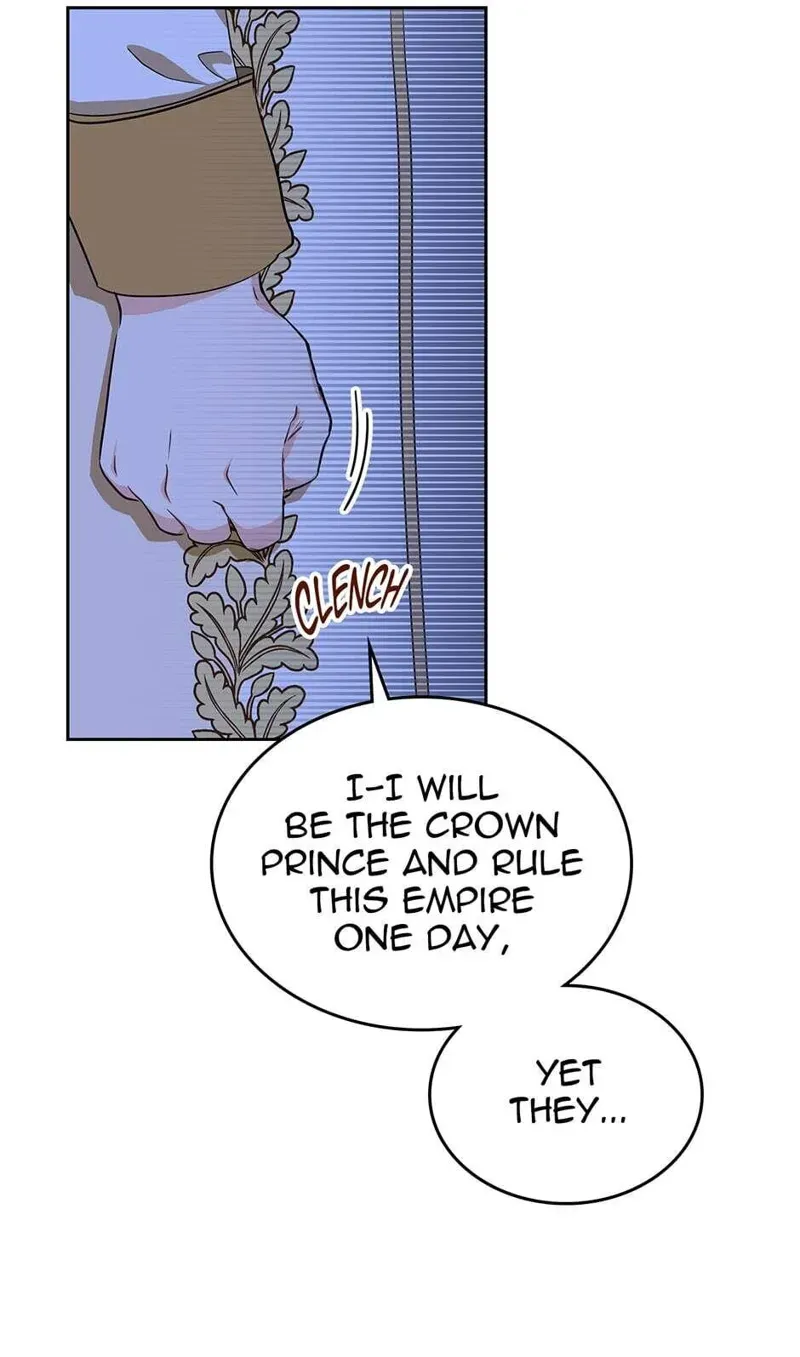 CLENCH
I-I WILL
BE THE CROWN
PRINCE AND RULE
THIS EMPIRE
ONE DAY,
YET
THEY...